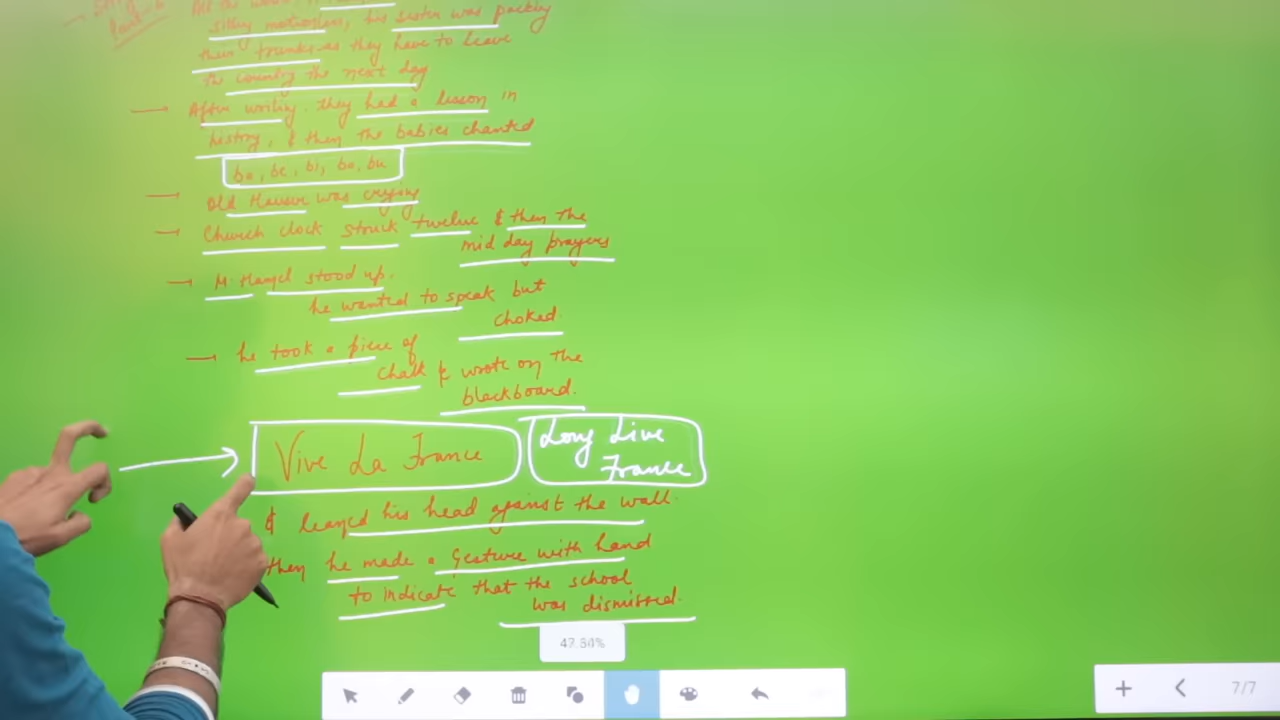 All the
sitting motionless, his sister was packing
their trunks as they have to leave
the country the next day
→ After writing, they had a lesson in
history, & then the babies chanted
ba, be, bi, bo, bu
→ Old Hauser was crying
→ Church clock struck twelve & then the
mid day prayers
→ M. Hamel stood up.
he wanted to speak but
choked.
→ he took a piece of
chalk & wrote on the
blackboard.
Vive La France
Long Live
France
& leaned his head against the wall.
then he made a gesture with hand
to indicate that the school
was dismissed.
47.84%
7/7